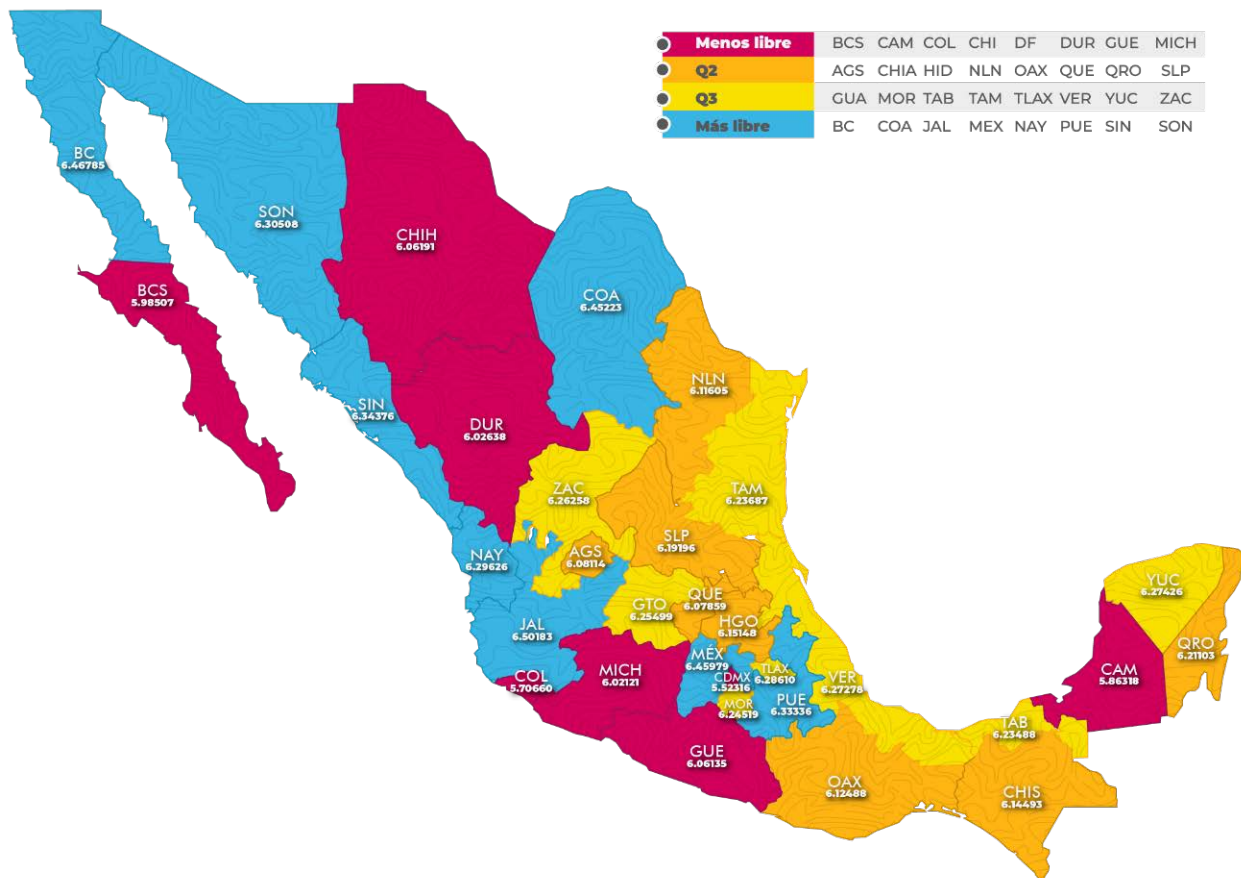 Menos libre BCS CAM COL CHI DF DUR GUE MICH
Q2 AGS CHIA HID NLN OAX QUE QRO SLP
Q3 GUA MOR TAB TAM TLAX VER YUC ZAC
Más libre BC COA JAL MEX NAY PUE SIN SON
BC
6.46785
SON
6.30508
CHIH
6.06191
BCS
5.98507
COA
6.45223
NLN
6.11605
SIN
6.34376
DUR
6.02638
ZAC
6.26258
TAM
6.23687
SLP
6.19196
NAY
6.29626
AGS
6.08114
GTO
6.25499
QUE
6.07859
HGO
6.15148
YUC
6.27426
QRO
6.21103
JAL
6.50183
COL
5.70660
MICH
6.02121
MÉX
6.45979
CDMX
5.52316
TLAX
6.28610
MOR
6.24519
PUE
6.33336
VER
6.27278
CAM
5.86318
TAB
6.23488
GUE
6.06135
OAX
6.12488
CHIS
6.14493